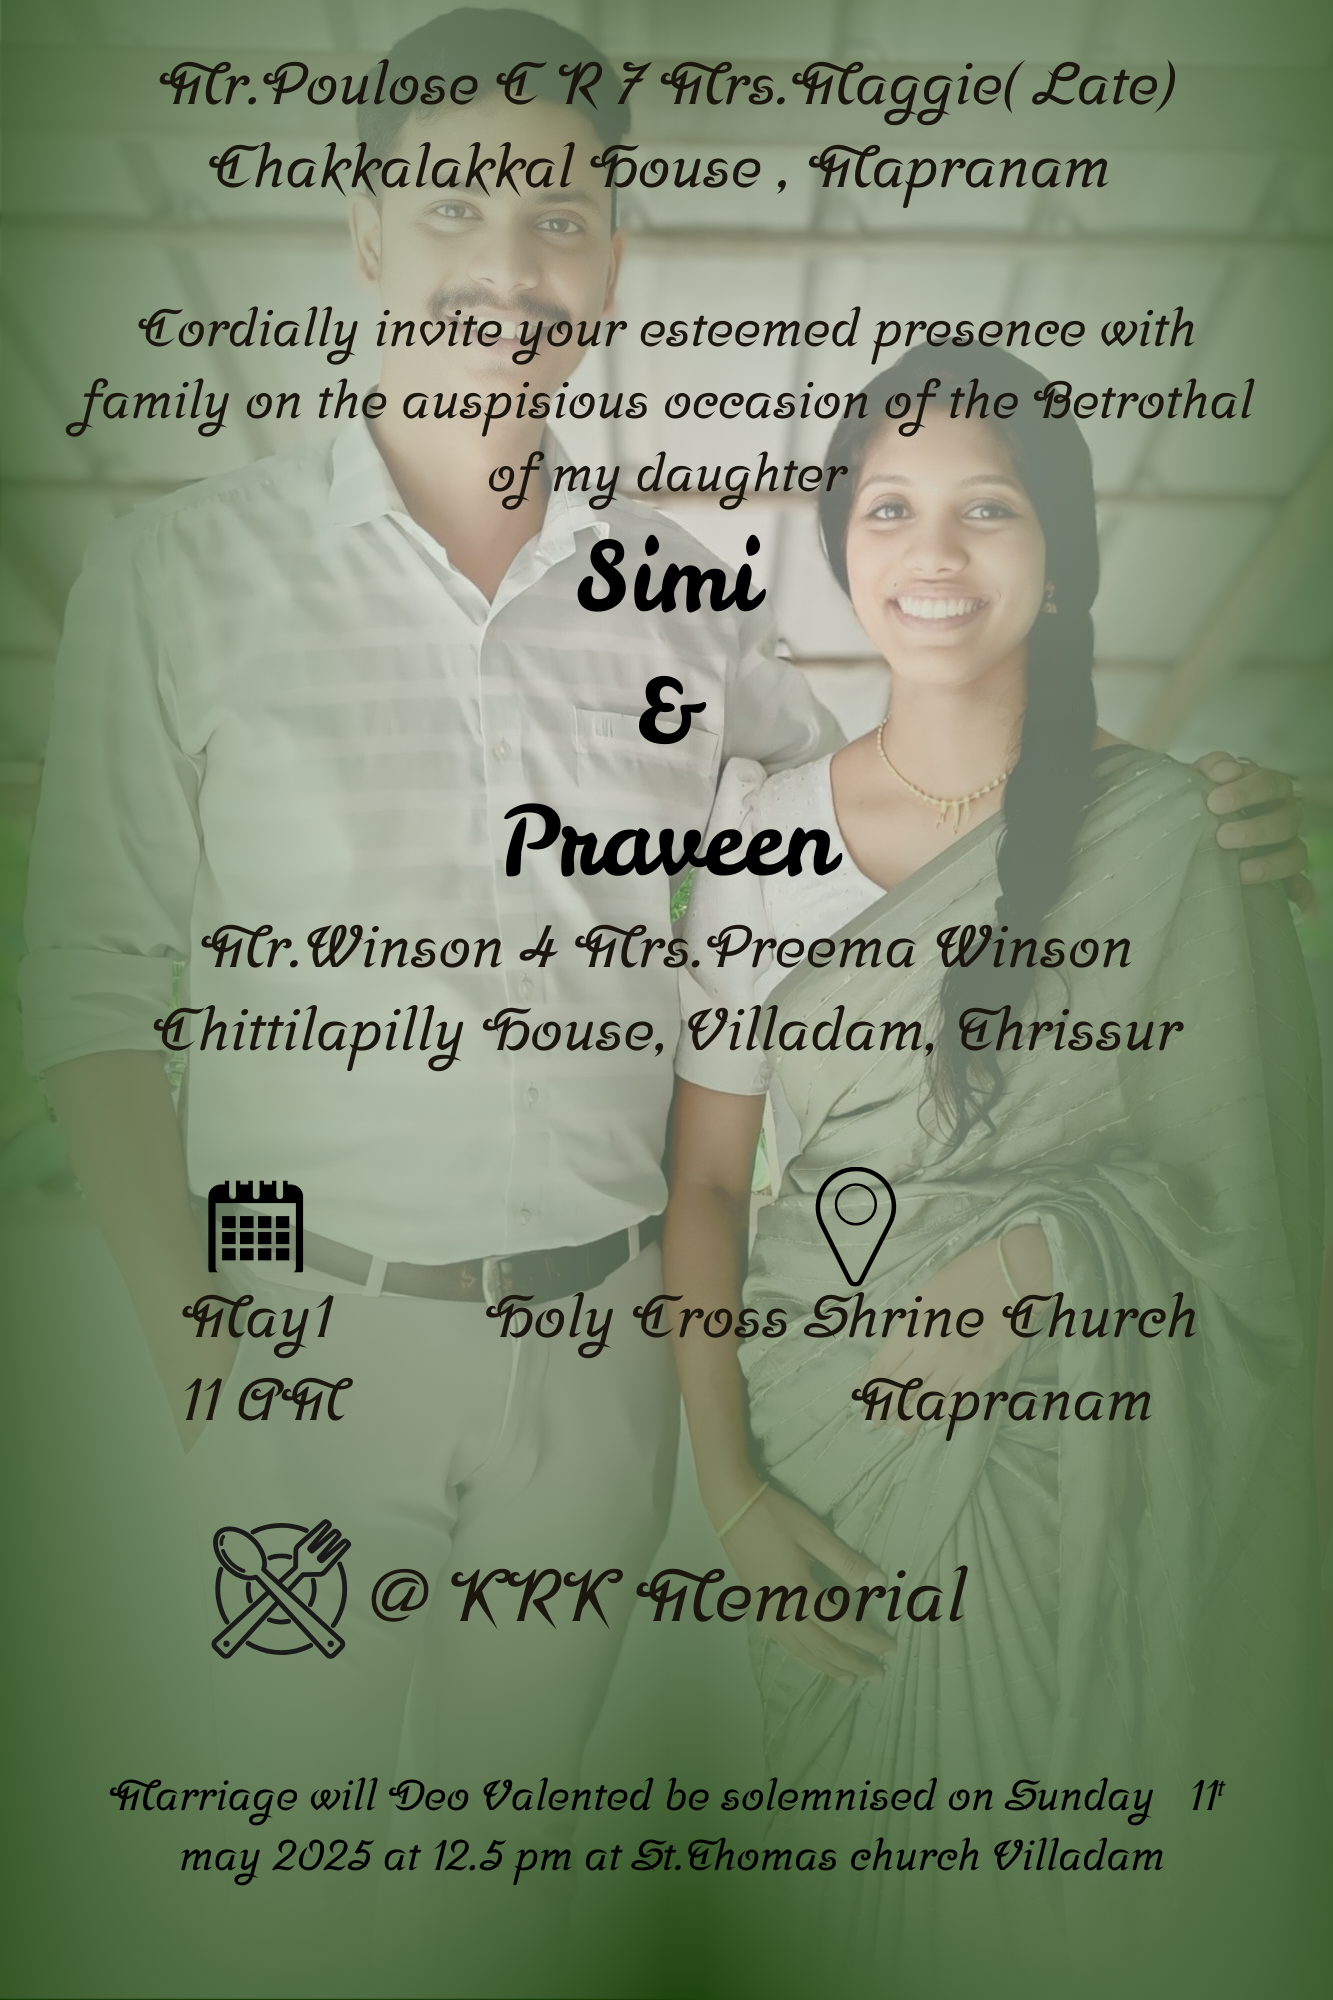 Mr.Poulose C R 7 Mrs.Maggie( Late)
Chakkalakkal House , Mapranam
Cordially invite your esteemed presence with
family on the auspisious occasion of the Betrothal
of my daughter
Simi
&
Praveen
Mr.Winson 4 Mrs.Preema Winson
Chittilapilly House, Villadam, Thrissur
May1
11 AM
Holy Cross Shrine Church
Mapranam
@ KRK Memorial
Marriage will Deo Valented be solemnised on Sunday 11t
may 2025 at 12.5 pm at St.Thomas church Villadam